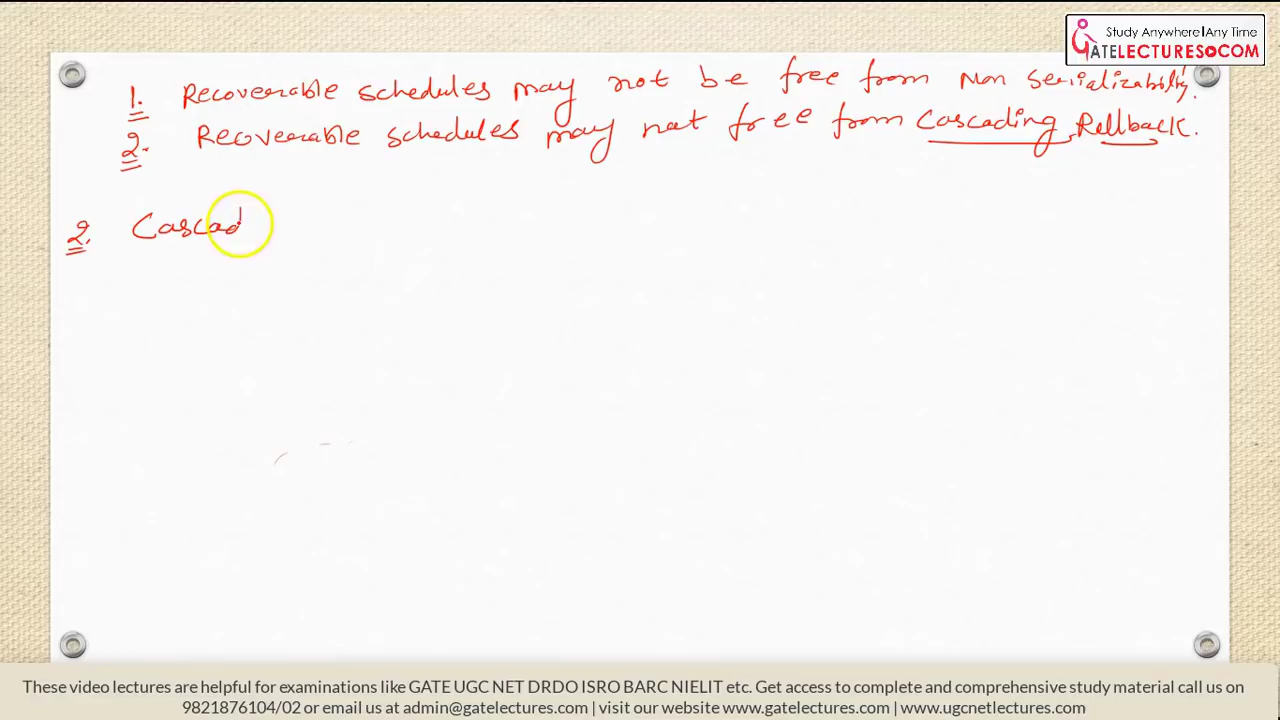 Study Anywhere | Any Time
GATELECTURES.COM
1. Recoverable schedules may not be free from Non serializability.
2. Recoverable schedules may not free from Cascading Rollback.
2. Cascad
These video lectures are helpful for examinations like GATE UGC NET DRDO ISRO BARC NIELIT etc. Get access to complete and comprehensive study material call us on
9821876104/02 or email us at admin@gatelectures.com | visit our website www.gatelectures.com | www.ugcnetlectures.com